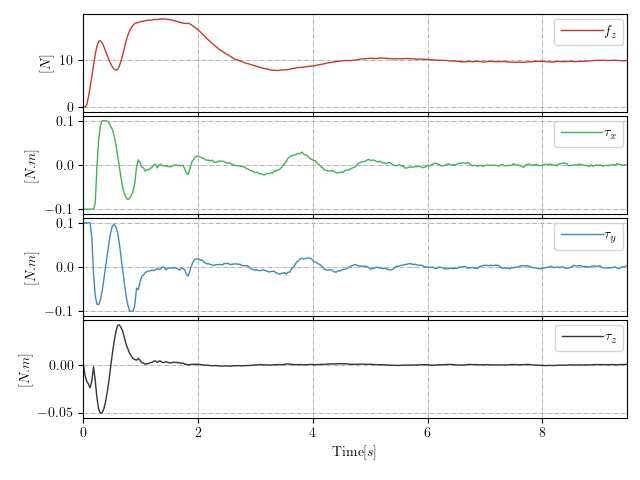 [N]
10
0
f_z
[N.m]
0.1
0.0
−0.1
τ_x
[N.m]
0.1
0.0
−0.1
τ_y
[N.m]
0.00
−0.05
τ_z
0 2 4 6 8
Time[s]